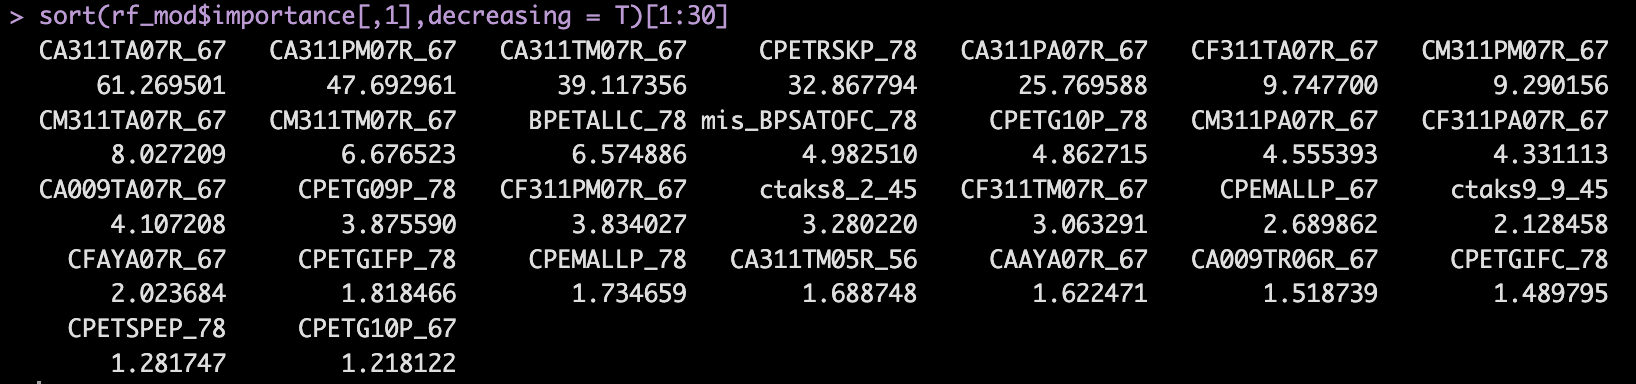 > sort(rf_mod$importance[,1],decreasing = T)[1:30]
CA311TA07R_67 CA311PM07R_67 CA311TM07R_67 CPETRSKP_78 CA311PA07R_67 CF311TA07R_67 CM311PM07R_67
61.269501 47.692961 39.117356 32.867794 25.769588 9.747700 9.290156
CM311TA07R_67 CM311TM07R_67 BPETALLC_78 mis_BPSATOFC_78 CPETG10P_78 CM311PA07R_67 CF311PA07R_67
8.027209 6.676523 6.574886 4.982510 4.862715 4.555393 4.331113
CA009TA07R_67 CPETG09P_78 CF311PM07R_67 ctaks8_2_45 CF311TM07R_67 CPEMALLP_67 ctaks9_9_45
4.107208 3.875590 3.834027 3.280220 3.063291 2.689862 2.128458
CFAYA07R_67 CPETGIFP_78 CPEMALLP_78 CA311TM05R_56 CAAYA07R_67 CA009TR06R_67 CPETGIFC_78
2.023684 1.818466 1.734659 1.688748 1.622471 1.518739 1.489795
CPETSPEP_78 CPETG10P_67
1.281747 1.218122